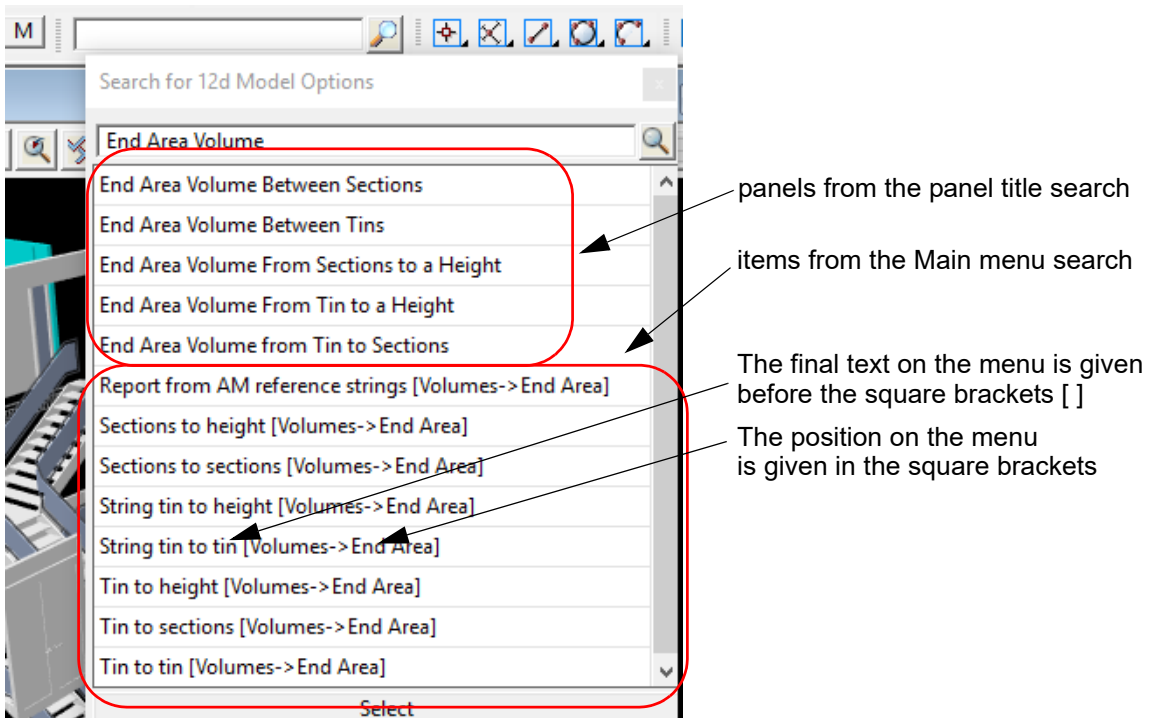 M
Search for 12d Model Options
x
End Area Volume
End Area Volume Between Sections
End Area Volume Between Tins
End Area Volume From Sections to a Height
End Area Volume From Tin to a Height
End Area Volume from Tin to Sections
Report from AM reference strings [Volumes->End Area]
Sections to height [Volumes->End Area]
Sections to sections [Volumes->End Area]
String tin to height [Volumes->End Area]
String tin to tin [Volumes->End Area]
Tin to height [Volumes->End Area]
Tin to sections [Volumes->End Area]
Tin to tin [Volumes->End Area]
Select
panels from the panel title search
items from the Main menu search
The final text on the menu is given
before the square brackets [ ]
The position on the menu
is given in the square brackets